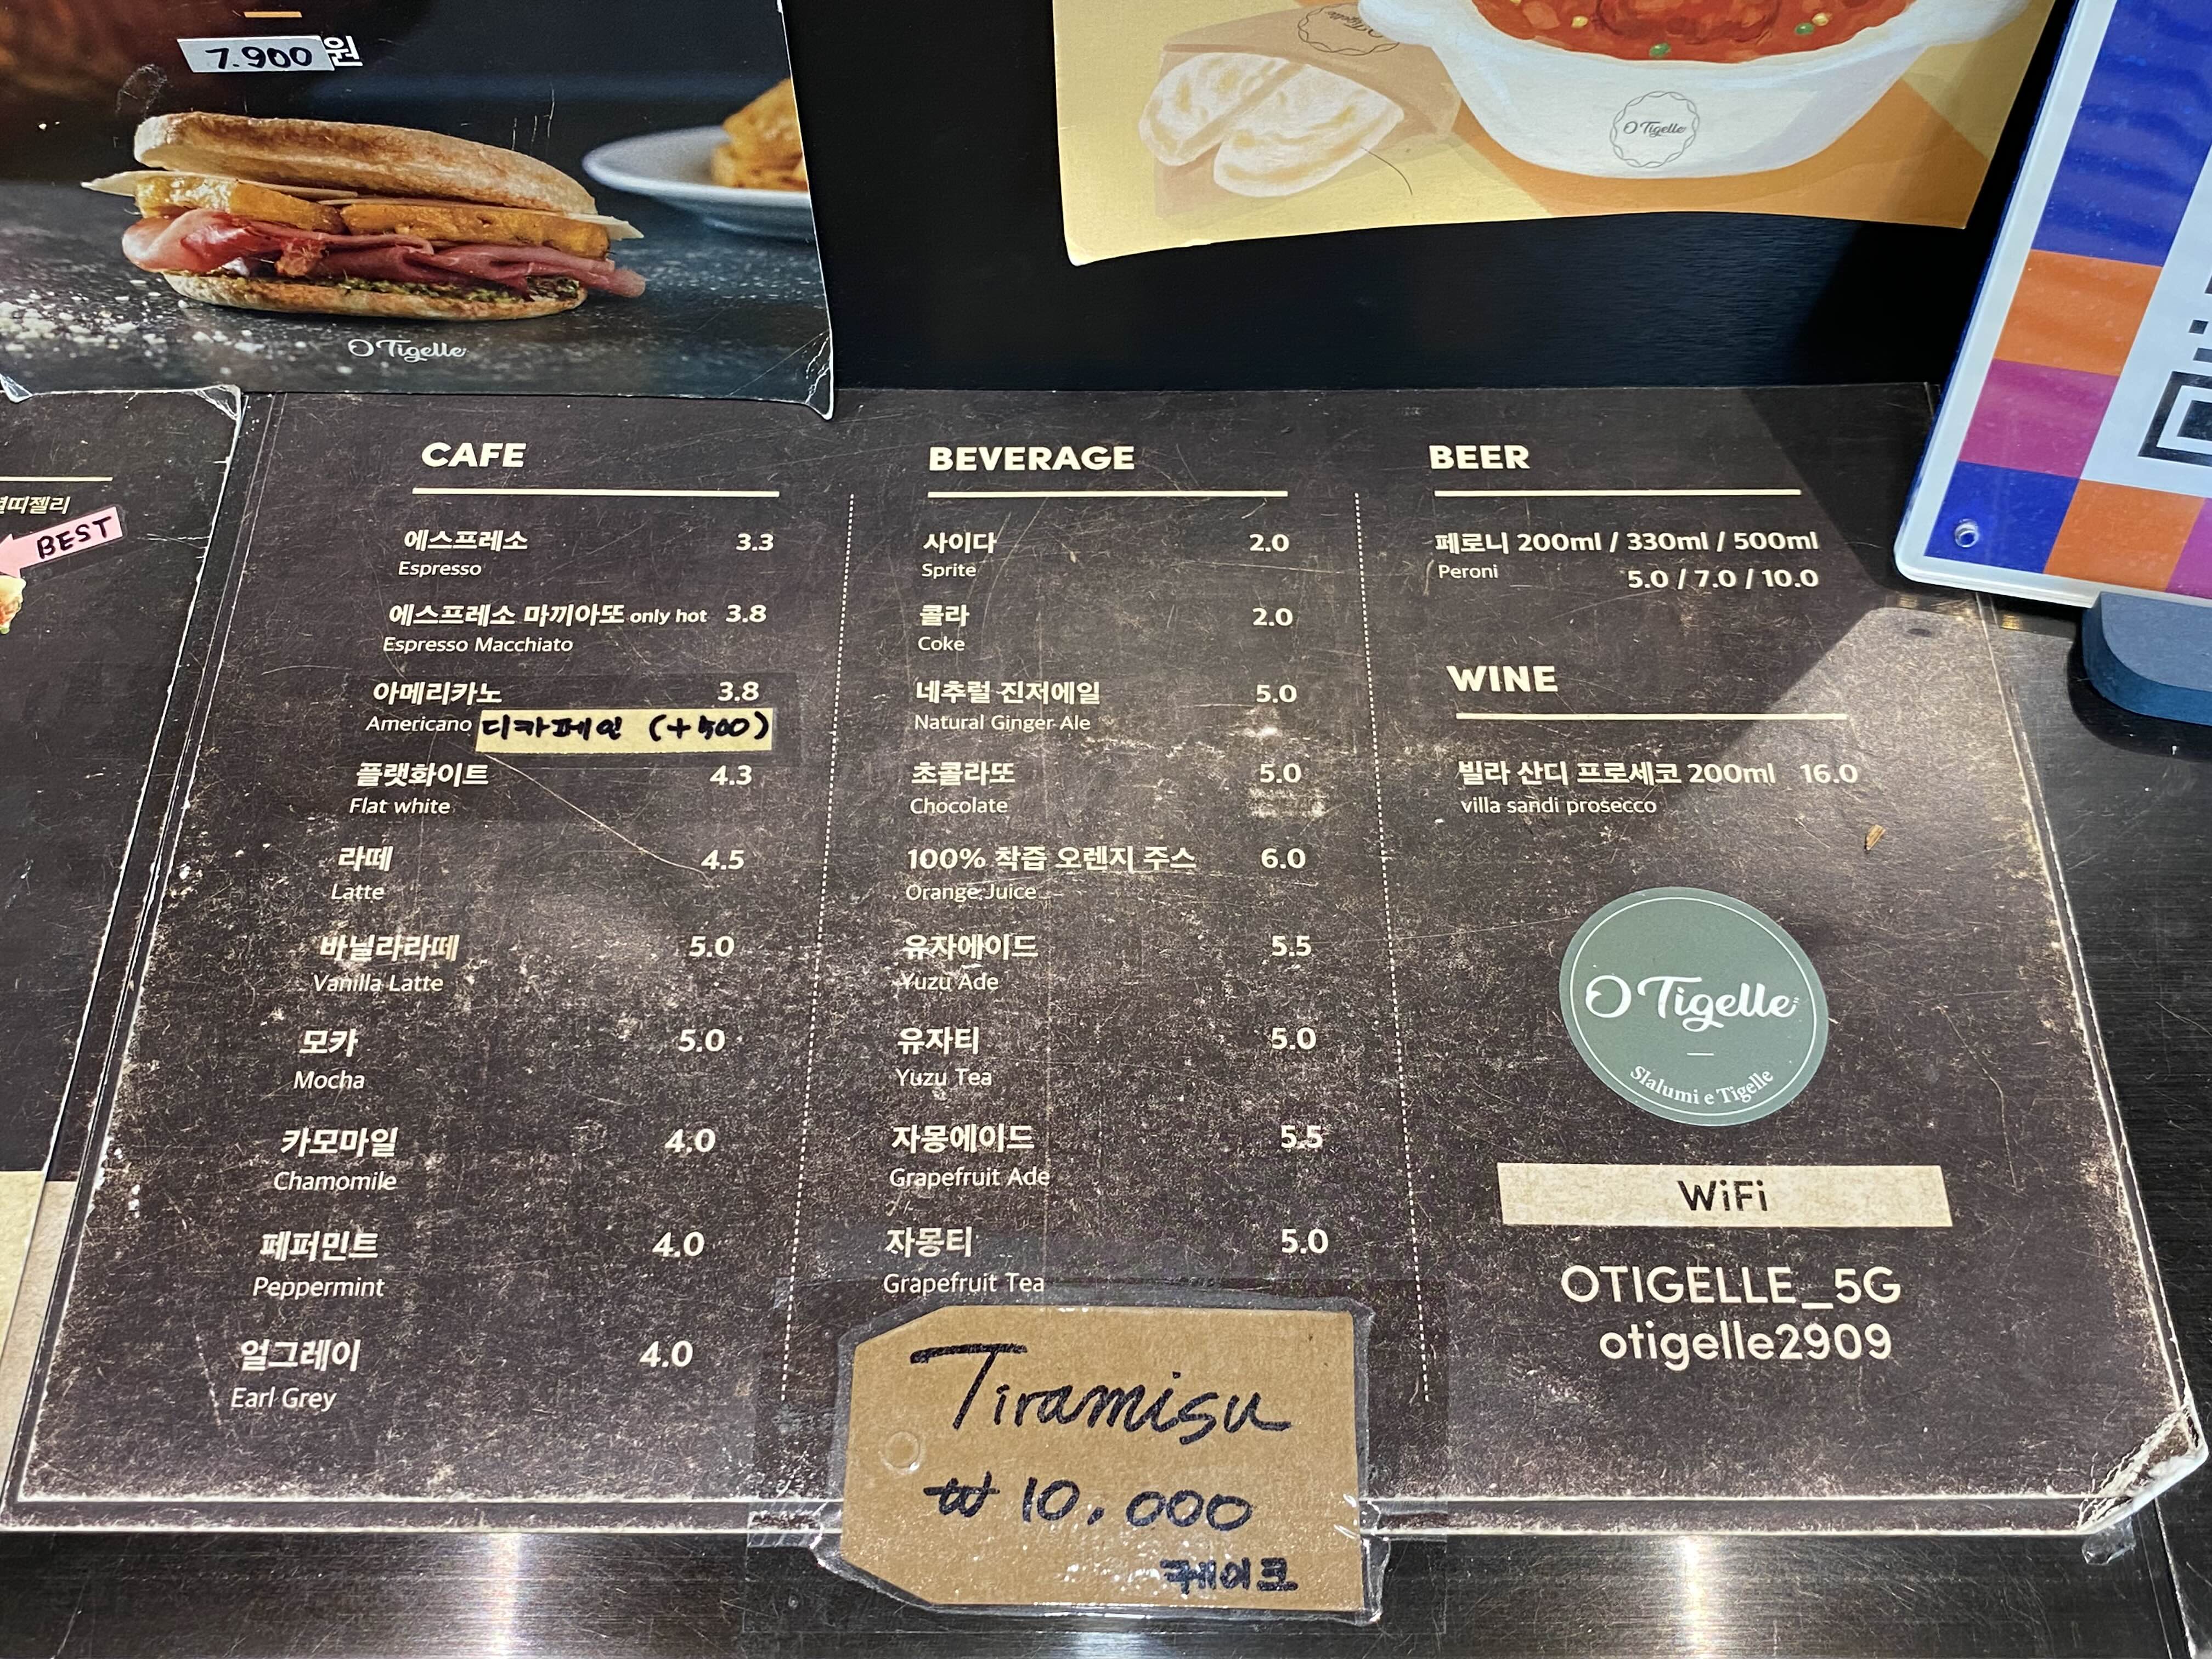 7.900원
O Tigelle
O Tigelle
O Tigelle
젤리
BEST
CAFE
에스프레소 3.3
Espresso
에스프레소 마끼아또 only hot 3.8
Espresso Macchiato
아메리카노 3.8
Americano 디카페인 (+500)
플랫화이트 4.3
Flat white
라떼 4.5
Latte
바닐라라떼 5.0
Vanilla Latte
모카 5.0
Mocha
카모마일 4.0
Chamomile
페퍼민트 4.0
Peppermint
얼그레이 4.0
Earl Grey
BEVERAGE
사이다 2.0
Sprite
콜라 2.0
Coke
네추럴 진저에일 5.0
Natural Ginger Ale
초콜라또 5.0
Chocolate
100% 착즙 오렌지 주스 6.0
Orange Juice
유자에이드 5.5
Yuzu Ade
유자티 5.0
Yuzu Tea
자몽에이드 5.5
Grapefruit Ade
자몽티 5.0
Grapefruit Tea
Tiramisu
₩ 10,000
케이크
BEER
페로니 200ml / 330ml / 500ml
Peroni 5.0 / 7.0 / 10.0
WINE
빌라 산디 프로세코 200ml 16.0
villa sandi prosecco
O Tigelle
Slalumi e Tigelle
WiFi
OTIGELLE_5G
otigelle2909